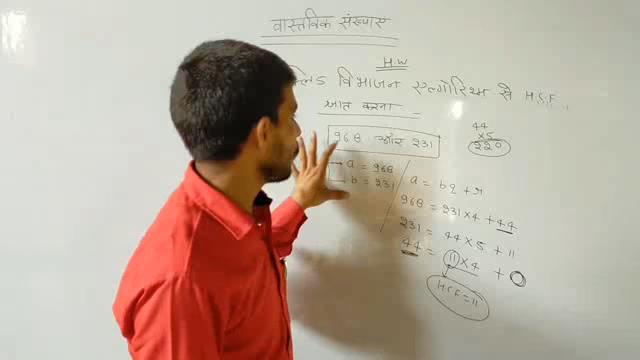 वास्तविक संख्याएँ
H.W
विभाजन एल्गोरिथ्म से H.C.F.
ज्ञात करना
968 और 231
44
×5
220
→ a = 968
→ b = 231
a = bq + r
968 = 231 × 4 + 44
231 = 44 × 5 + 11
44 = 11 × 4 + 0
HCF = 11